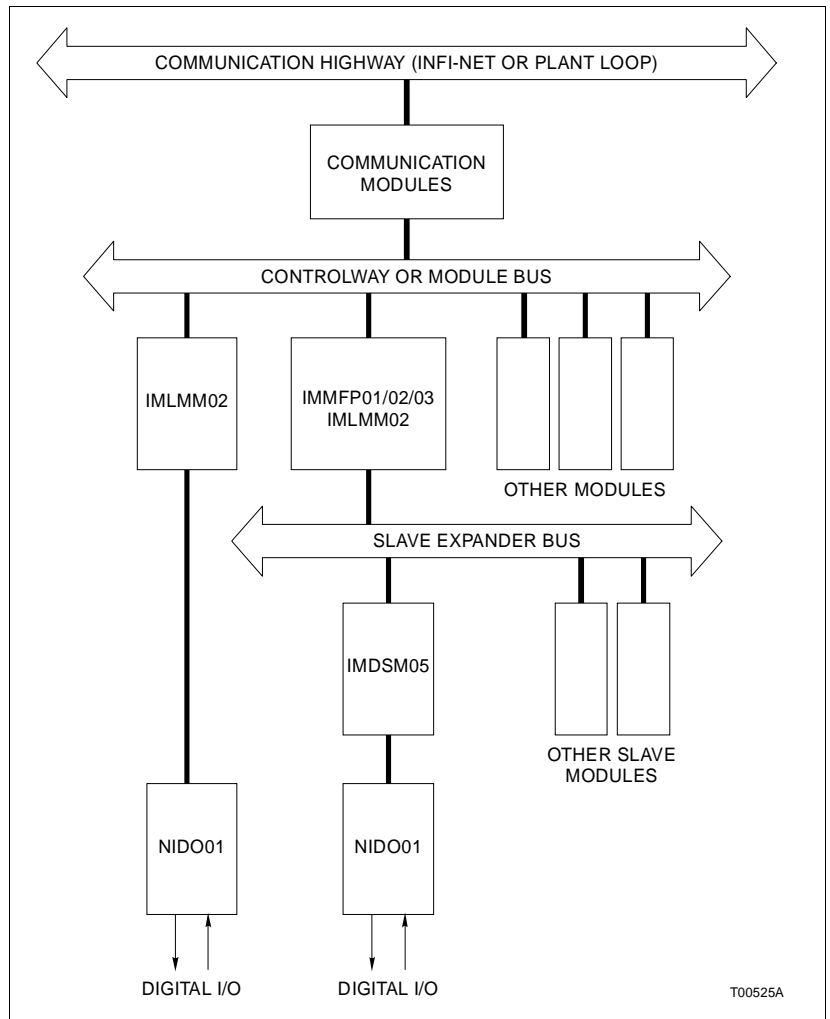 COMMUNICATION HIGHWAY (INFI-NET OR PLANT LOOP)
COMMUNICATION
MODULES
CONTROLWAY OR MODULE BUS
IMLMM02
IMMFP01/02/03
IMLMM02
OTHER MODULES
SLAVE EXPANDER BUS
IMDSM05
OTHER SLAVE
MODULES
NIDO01
NIDO01
DIGITAL I/O
DIGITAL I/O
T00525A